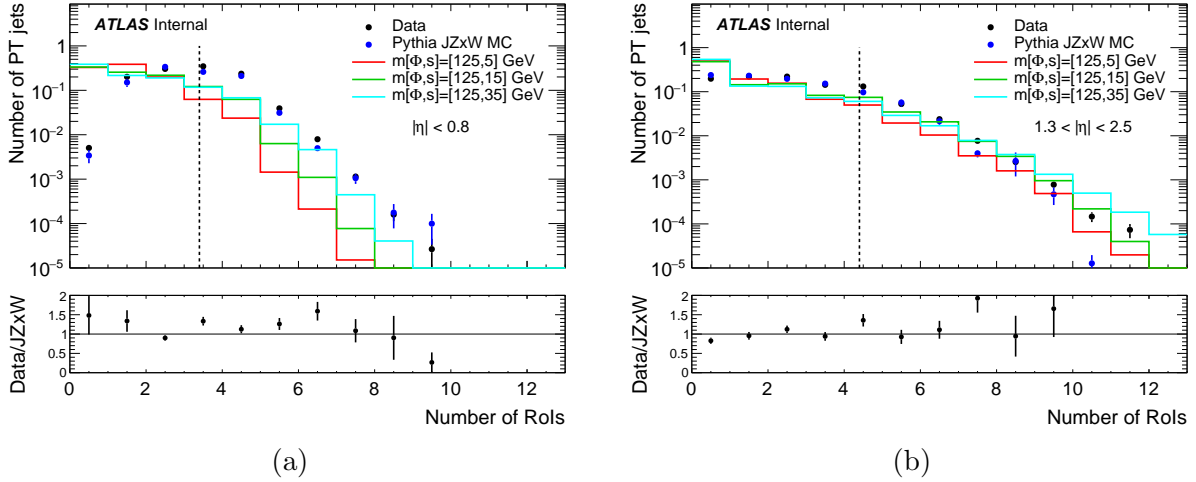 ATLAS Internal
Data
Pythia JZxW MC
m[Φ,s]=[125,5] GeV
m[Φ,s]=[125,15] GeV
m[Φ,s]=[125,35] GeV
|η| < 0.8
Number of PT jets
1
10⁻¹
10⁻²
10⁻³
10⁻⁴
10⁻⁵
Data/JZxW
2
1.5
1
0.5
0
0 2 4 6 8 10 12
Number of RoIs
(a)
ATLAS Internal
Data
Pythia JZxW MC
m[Φ,s]=[125,5] GeV
m[Φ,s]=[125,15] GeV
m[Φ,s]=[125,35] GeV
1.3 < |η| < 2.5
Number of PT jets
1
10⁻¹
10⁻²
10⁻³
10⁻⁴
10⁻⁵
Data/JZxW
2
1.5
1
0.5
0
0 2 4 6 8 10 12
Number of RoIs
(b)